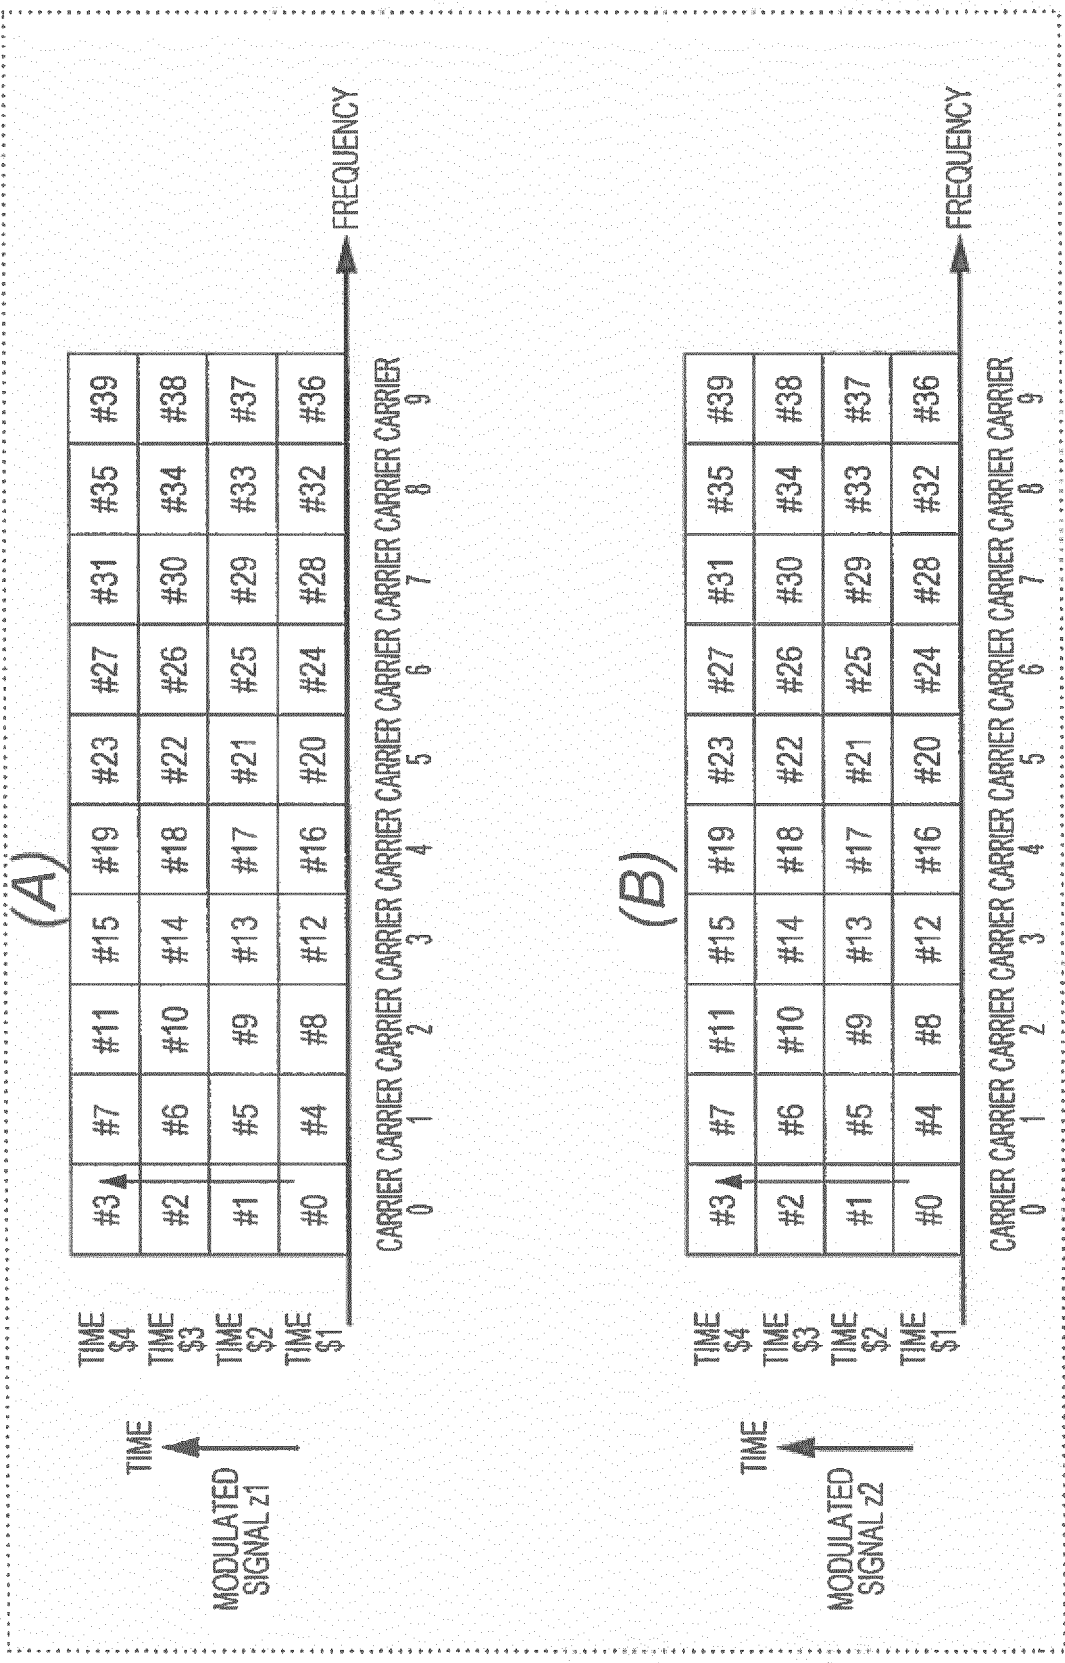 (A)
TIME
MODULATED
SIGNAL z1
TIME $4 #3 #7 #11 #15 #19 #23 #27 #31 #35 #39
TIME $3 #2 #6 #10 #14 #18 #22 #26 #30 #34 #38
TIME $2 #1 #5 #9 #13 #17 #21 #25 #29 #33 #37
TIME $1 #0 #4 #8 #12 #16 #20 #24 #28 #32 #36
FREQUENCY
CARRIER CARRIER CARRIER CARRIER CARRIER CARRIER CARRIER CARRIER CARRIER CARRIER
0 1 2 3 4 5 6 7 8 9
(B)
TIME
MODULATED
SIGNAL z2
TIME $4 #3 #7 #11 #15 #19 #23 #27 #31 #35 #39
TIME $3 #2 #6 #10 #14 #18 #22 #26 #30 #34 #38
TIME $2 #1 #5 #9 #13 #17 #21 #25 #29 #33 #37
TIME $1 #0 #4 #8 #12 #16 #20 #24 #28 #32 #36
FREQUENCY
CARRIER CARRIER CARRIER CARRIER CARRIER CARRIER CARRIER CARRIER CARRIER CARRIER
0 1 2 3 4 5 6 7 8 9